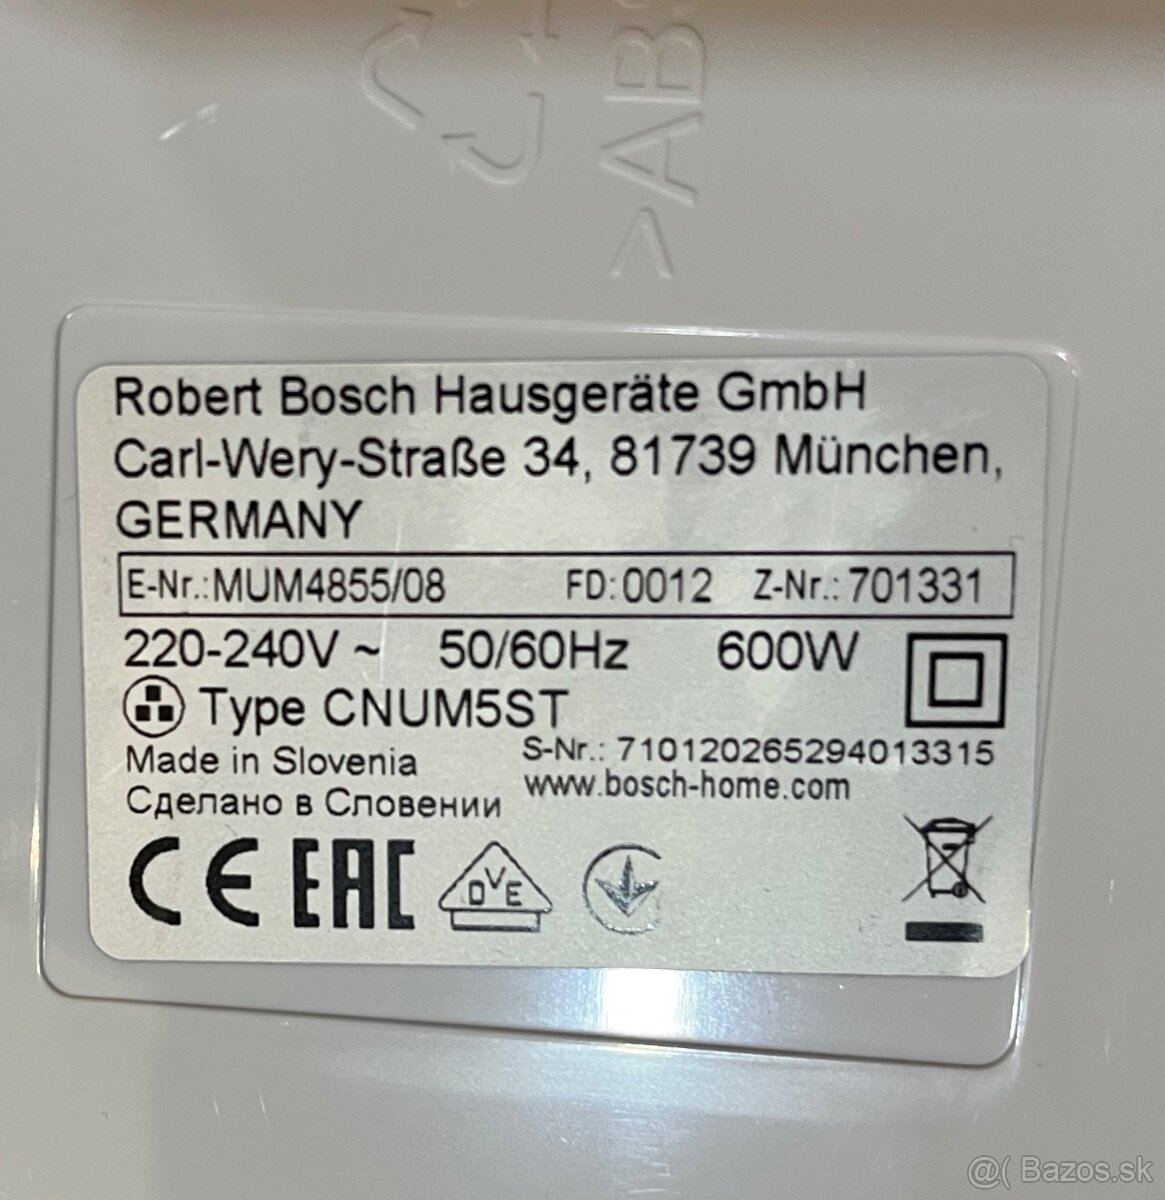 >AB
Robert Bosch Hausgeräte GmbH
Carl-Wery-Straße 34, 81739 München,
GERMANY
E-Nr.:MUM4855/08 FD:0012 Z-Nr.:701331
220-240V ~ 50/60Hz 600W
Type CNUM5ST
Made in Slovenia S-Nr.: 710120265294013315
Сделано в Словении www.bosch-home.com
CE EAC DVE
@( Bazos.sk